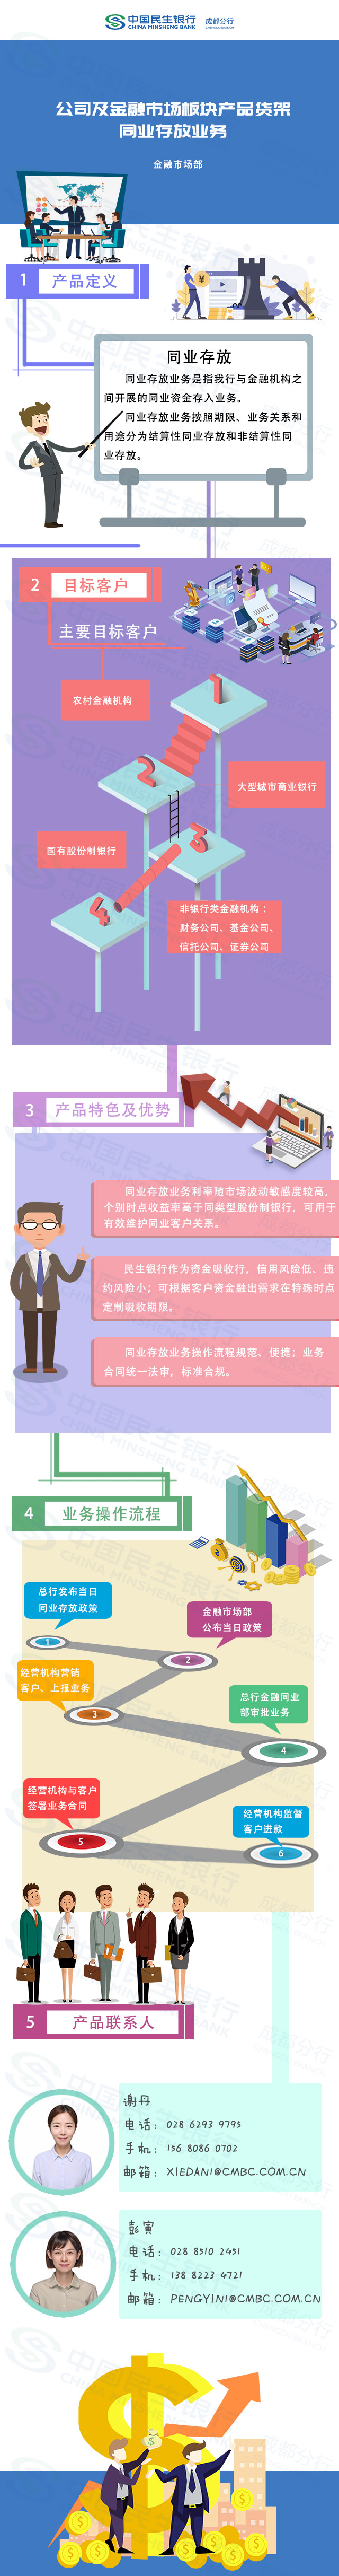 中国民生银行 成都分行
CHINA MINSHENG BANK CHENGDU BRANCH
公司及金融市场板块产品货架
同业存放业务
金融市场部
1 产品定义
同业存放
同业存放业务是指我行与金融机构之
间开展的同业资金存入业务。
同业存放业务按照期限、业务关系和
用途分为结算性同业存放和非结算性同
业存放。
2 目标客户
主要目标客户
农村金融机构
1
2
大型城市商业银行
3
国有股份制银行
4
非银行类金融机构：
财务公司、基金公司、
信托公司、证券公司
3 产品特色及优势
同业存放业务利率随市场波动敏感度较高，
个别时点收益率高于同类型股份制银行，可用于
有效维护同业客户关系。
民生银行作为资金吸收行，信用风险低、违
约风险小；可根据客户资金融出需求在特殊时点
定制吸收期限。
同业存放业务操作流程规范、便捷；业务
合同统一法审，标准合规。
4 业务操作流程
总行发布当日
同业存放政策
1
金融市场部
公布当日政策
2
经营机构营销
客户、上报业务
3
总行金融同业
部审批业务
4
经营机构与客户
签署业务合同
5
经营机构监督
客户进款
6
5 产品联系人
谢丹
电话：028 6293 9795
手机：156 8086 0702
邮箱：XIEDAN1@CMBC.COM.CN
彭寅
电话：028 8510 2451
手机：138 8223 4721
邮箱：PENGYIN1@CMBC.COM.CN